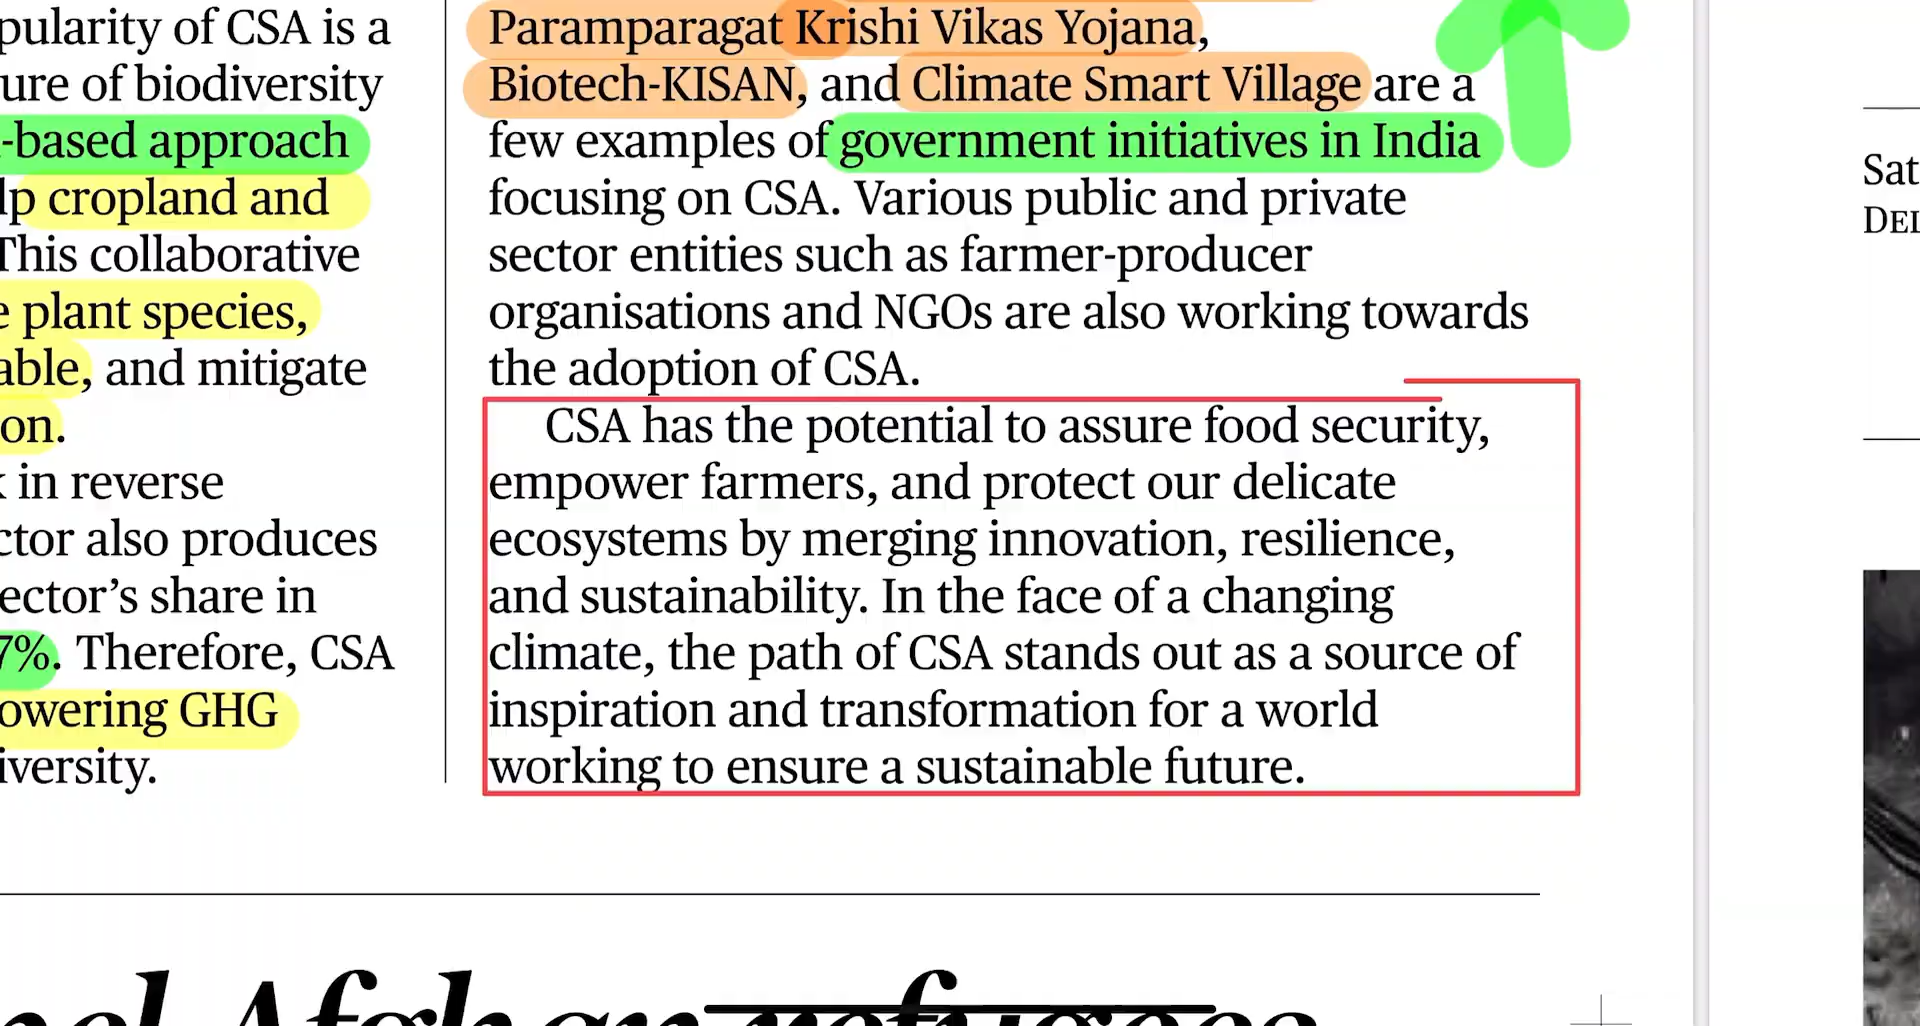 pularity of CSA is a
ure of biodiversity
-based approach
lp cropland and
This collaborative
e plant species,
able, and mitigate
on.
k in reverse
ctor also produces
ector’s share in
7%. Therefore, CSA
owering GHG
iversity.
Paramparagat Krishi Vikas Yojana,
Biotech-KISAN, and Climate Smart Village are a
few examples of government initiatives in India
focusing on CSA. Various public and private
sector entities such as farmer-producer
organisations and NGOs are also working towards
the adoption of CSA.
CSA has the potential to assure food security,
empower farmers, and protect our delicate
ecosystems by merging innovation, resilience,
and sustainability. In the face of a changing
climate, the path of CSA stands out as a source of
inspiration and transformation for a world
working to ensure a sustainable future.
Afghan refugees
Sat
DEL